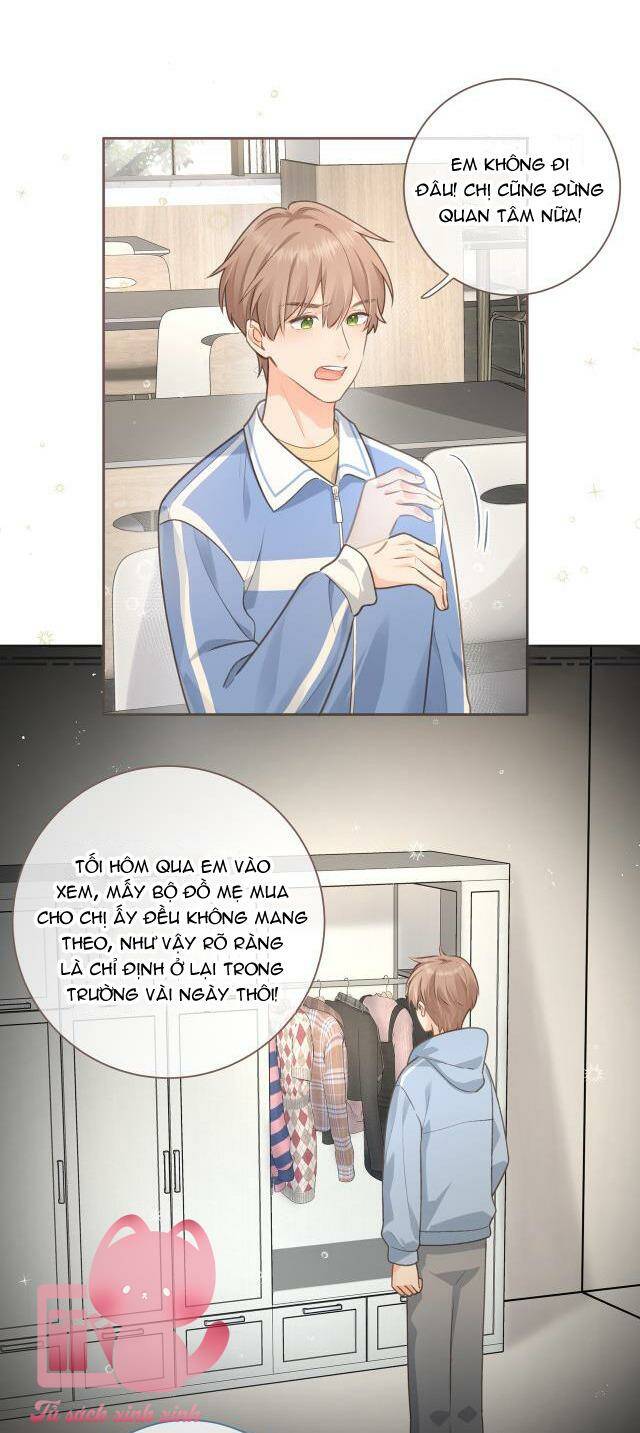 EM KHÔNG ĐI
ĐÂU! CHỊ CŨNG ĐỪNG
QUAN TÂM NỮA!
TỐI HÔM QUA EM VÀO
XEM, MẤY BỘ ĐỒ MẸ MUA
CHO CHỊ ẤY ĐỀU KHÔNG MANG
THEO, NHƯ VẬY RÕ RÀNG
LÀ CHỈ ĐỊNH Ở LẠI TRONG
TRƯỜNG VÀI NGÀY THÔI!
Tủ sách xinh xinh